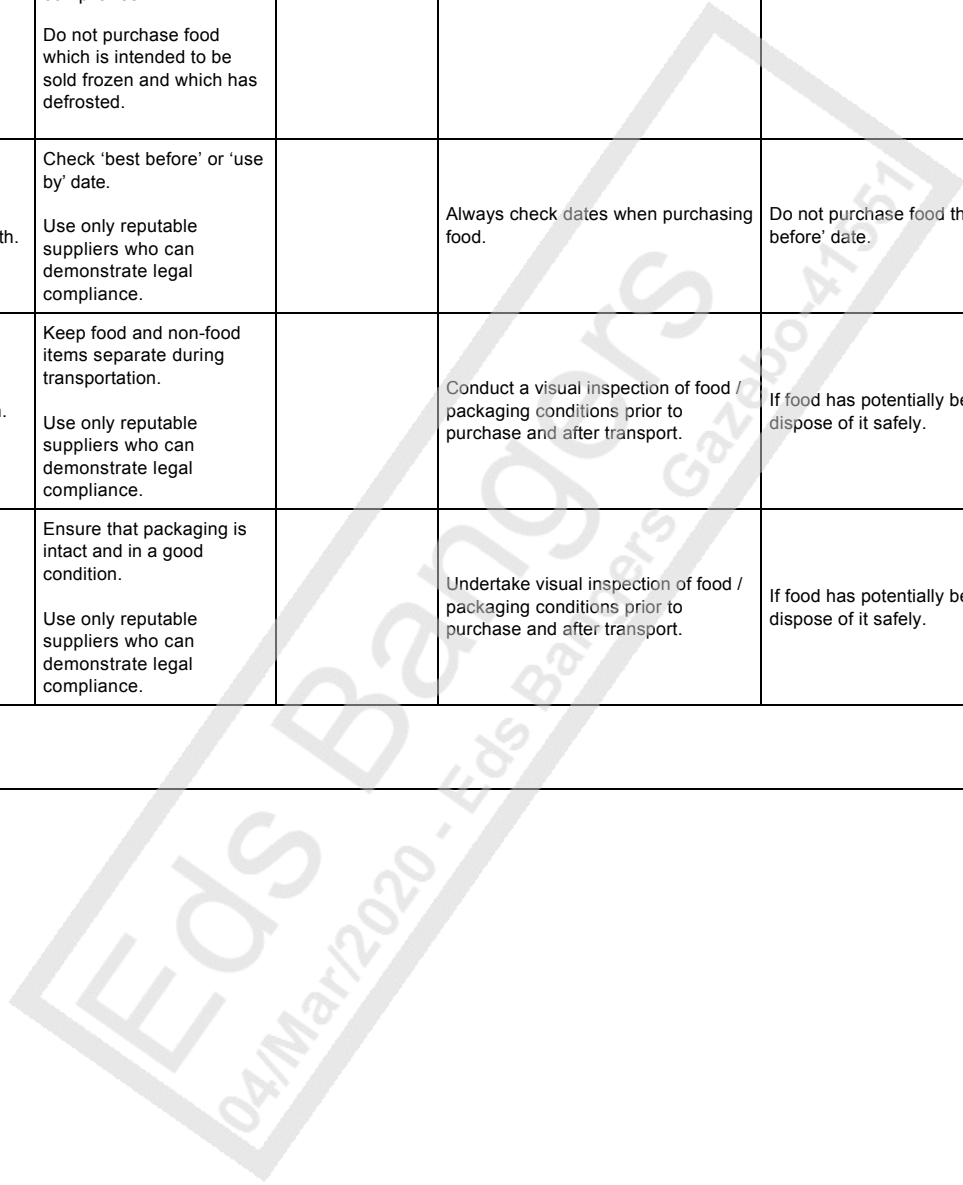 Do not purchase food
which is intended to be
sold frozen and which has
defrosted.
th.
Check ‘best before’ or ‘use
by’ date.
Use only reputable
suppliers who can
demonstrate legal
compliance.
Always check dates when purchasing
food.
Do not purchase food th
before’ date.
.
Keep food and non-food
items separate during
transportation.
Use only reputable
suppliers who can
demonstrate legal
compliance.
Conduct a visual inspection of food /
packaging conditions prior to
purchase and after transport.
If food has potentially be
dispose of it safely.
Ensure that packaging is
intact and in a good
condition.
Use only reputable
suppliers who can
demonstrate legal
compliance.
Undertake visual inspection of food /
packaging conditions prior to
purchase and after transport.
If food has potentially be
dispose of it safely.
Eds Bangers
04/Mar/2020 - Eds Bangers Gazebo-41551